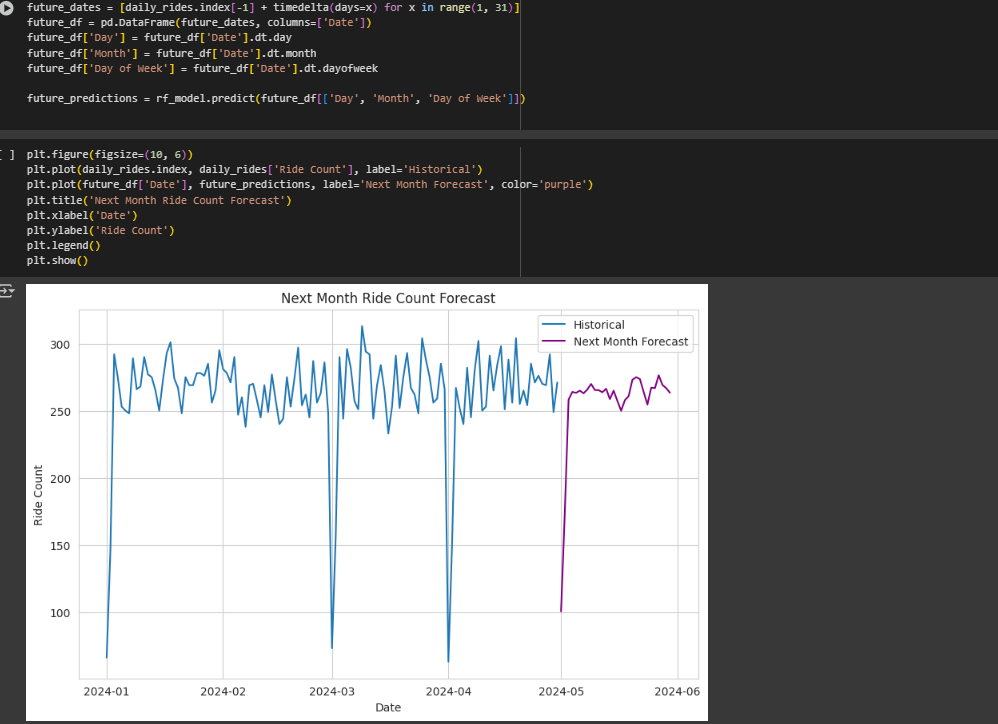 future_dates = [daily_rides.index[-1] + timedelta(days=x) for x in range(1, 31)]
future_df = pd.DataFrame(future_dates, columns=['Date'])
future_df['Day'] = future_df['Date'].dt.day
future_df['Month'] = future_df['Date'].dt.month
future_df['Day of Week'] = future_df['Date'].dt.dayofweek
future_predictions = rf_model.predict(future_df[['Day', 'Month', 'Day of Week']])
[ ]
plt.figure(figsize=(10, 6))
plt.plot(daily_rides.index, daily_rides['Ride Count'], label='Historical')
plt.plot(future_df['Date'], future_predictions, label='Next Month Forecast', color='purple')
plt.title('Next Month Ride Count Forecast')
plt.xlabel('Date')
plt.ylabel('Ride Count')
plt.legend()
plt.show()
Next Month Ride Count Forecast
Historical
Next Month Forecast
300
250
200
150
100
Ride Count
2024-01 2024-02 2024-03 2024-04 2024-05 2024-06
Date